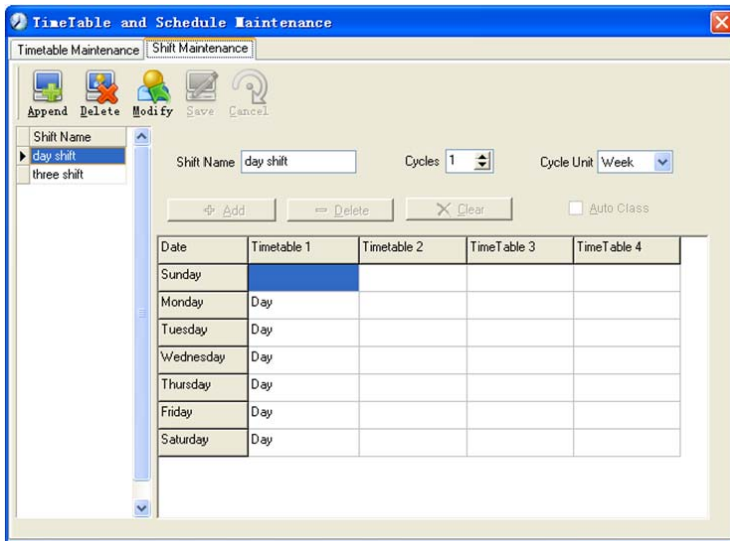 TimeTable and Schedule Maintenance
Timetable Maintenance Shift Maintenance
Append Delete Modify Save Cancel
Shift Name
day shift
three shift
Shift Name day shift Cycles 1 Cycle Unit Week
Add Delete Clear Auto Class
Date Timetable 1 Timetable 2 TimeTable 3 TimeTable 4
Sunday
Monday Day
Tuesday Day
Wednesday Day
Thursday Day
Friday Day
Saturday Day